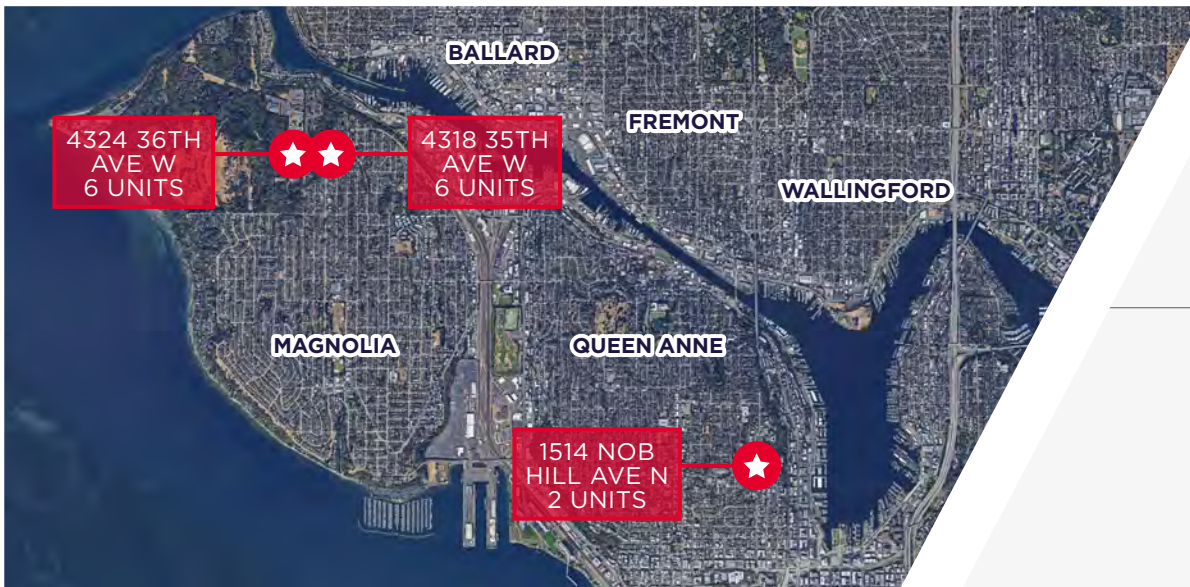 BALLARD
FREMONT
4324 36TH
AVE W
6 UNITS
4318 35TH
AVE W
6 UNITS
WALLINGFORD
MAGNOLIA
QUEEN ANNE
1514 NOB
HILL AVE N
2 UNITS